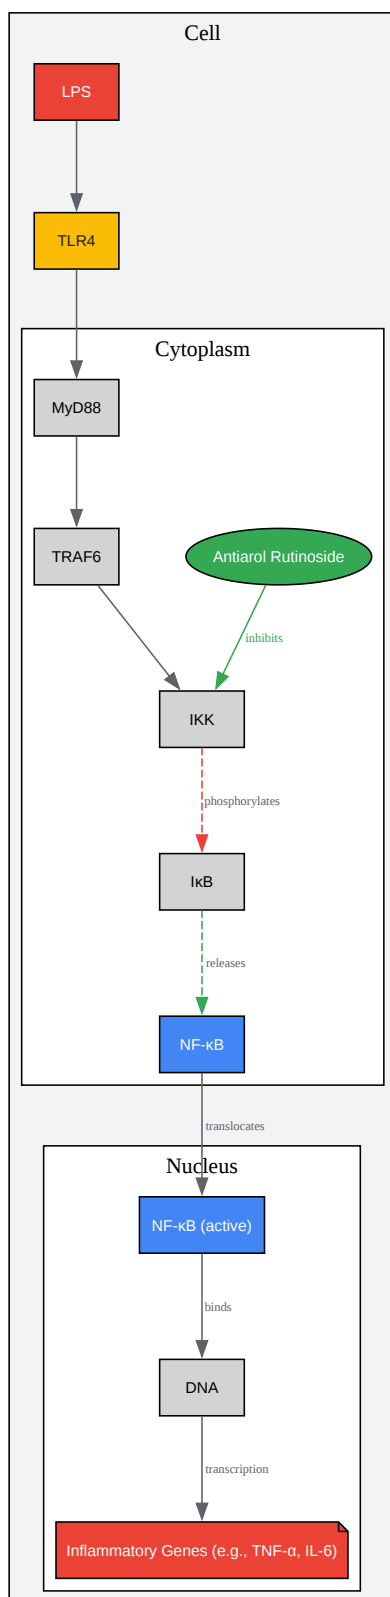 Cell
LPS
TLR4
Cytoplasm
MyD88
TRAF6
Antiarol Rutinoside
inhibits
IKK
phosphorylates
IκB
releases
NF-κB
translocates
Nucleus
NF-κB (active)
binds
DNA
transcription
Inflammatory Genes (e.g., TNF-α, IL-6)